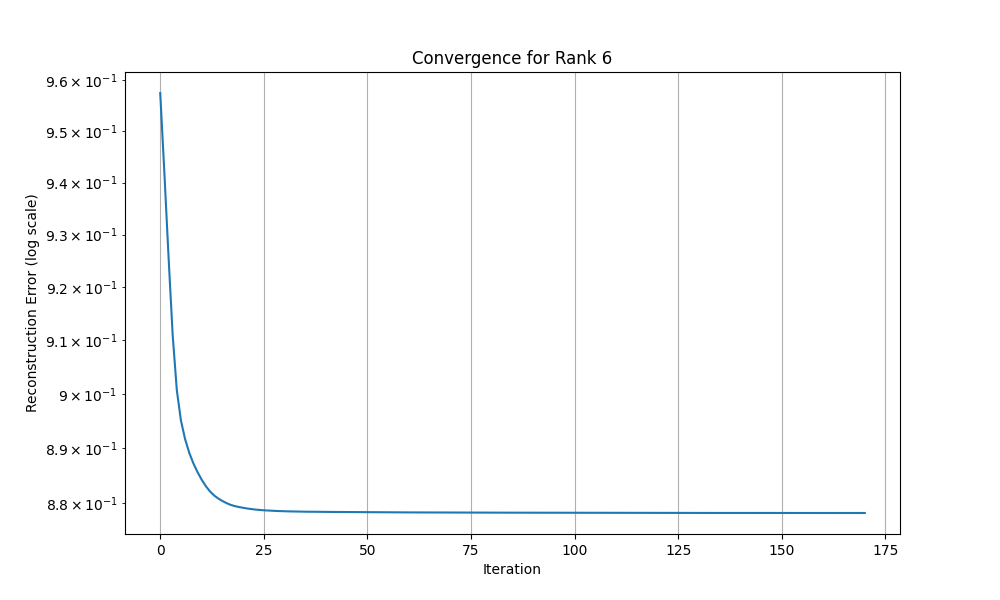 Convergence for Rank 6
Reconstruction Error (log scale)
9.6 × 10⁻¹
9.5 × 10⁻¹
9.4 × 10⁻¹
9.3 × 10⁻¹
9.2 × 10⁻¹
9.1 × 10⁻¹
9 × 10⁻¹
8.9 × 10⁻¹
8.8 × 10⁻¹
0 25 50 75 100 125 150 175
Iteration